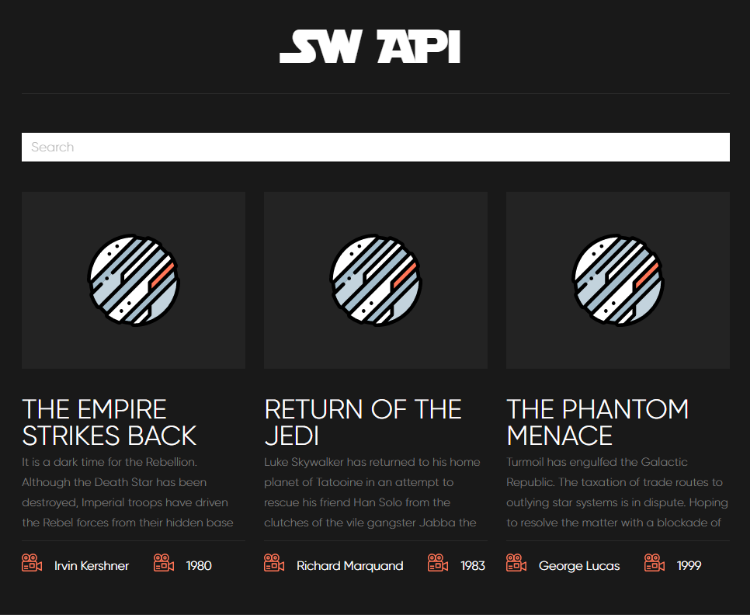 SW API
Search
THE EMPIRE
STRIKES BACK
It is a dark time for the Rebellion.
Although the Death Star has been
destroyed, Imperial troops have driven
the Rebel forces from their hidden base
Irvin Kershner 1980
RETURN OF THE
JEDI
Luke Skywalker has returned to his home
planet of Tatooine in an attempt to
rescue his friend Han Solo from the
clutches of the vile gangster Jabba the
Richard Marquand 1983
THE PHANTOM
MENACE
Turmoil has engulfed the Galactic
Republic. The taxation of trade routes to
outlying star systems is in dispute. Hoping
to resolve the matter with a blockade of
George Lucas 1999